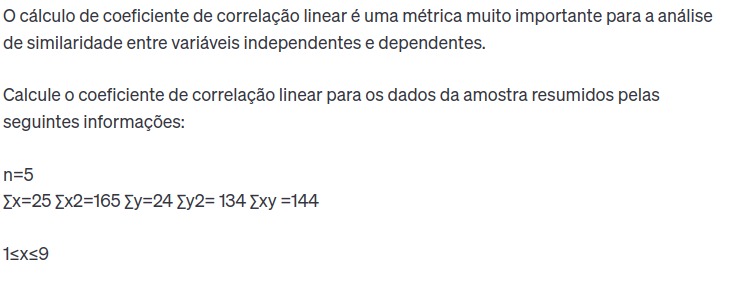 O cálculo de coeficiente de correlação linear é uma métrica muito importante para a análise
de similaridade entre variáveis independentes e dependentes.
Calcule o coeficiente de correlação linear para os dados da amostra resumidos pelas
seguintes informações:
n=5
∑x=25 ∑x2=165 ∑y=24 ∑y2= 134 ∑xy =144
1≤x≤9